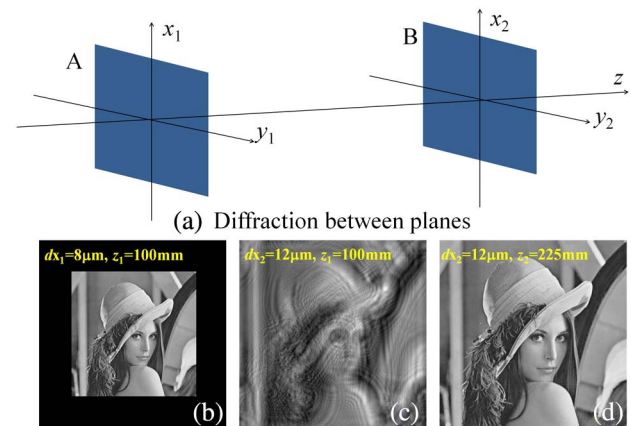 x₁
A
y₁
x₂
B
z
y₂
(a) Diffraction between planes
dx₁=8μm, z₁=100mm
(b)
dx₂=12μm, z₁=100mm
(c)
dx₂=12μm, z₂=225mm
(d)